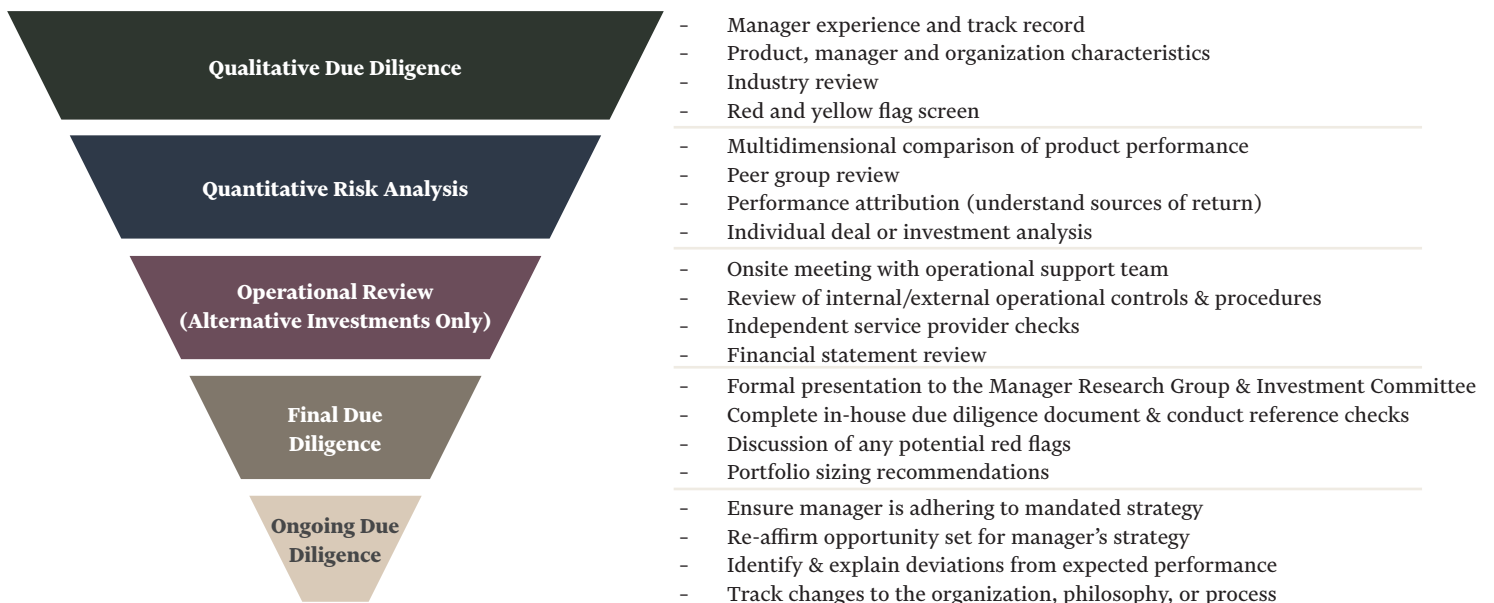 Qualitative Due Diligence
- Manager experience and track record
- Product, manager and organization characteristics
- Industry review
- Red and yellow flag screen
Quantitative Risk Analysis
- Multidimensional comparison of product performance
- Peer group review
- Performance attribution (understand sources of return)
- Individual deal or investment analysis
Operational Review
(Alternative Investments Only)
- Onsite meeting with operational support team
- Review of internal/external operational controls & procedures
- Independent service provider checks
- Financial statement review
Final Due
Diligence
- Formal presentation to the Manager Research Group & Investment Committee
- Complete in-house due diligence document & conduct reference checks
- Discussion of any potential red flags
- Portfolio sizing recommendations
Ongoing Due
Diligence
- Ensure manager is adhering to mandated strategy
- Re-affirm opportunity set for manager’s strategy
- Identify & explain deviations from expected performance
- Track changes to the organization, philosophy, or process